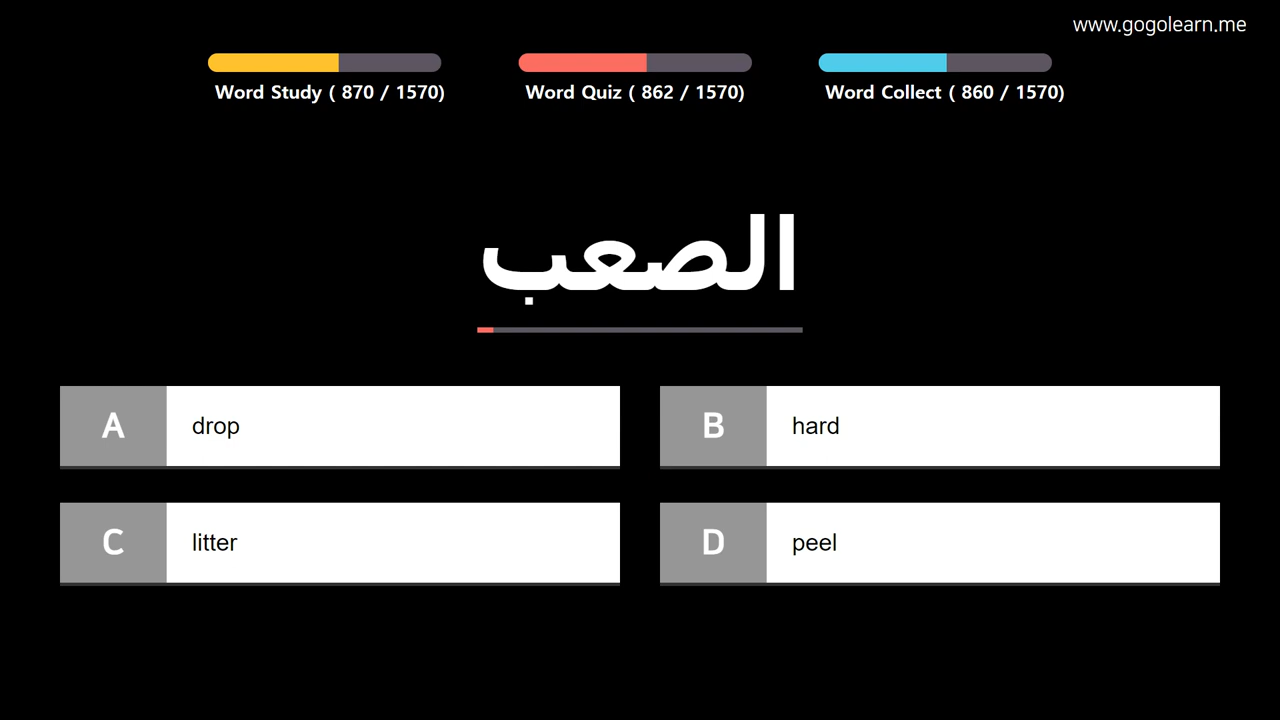 www.gogolearn.me
Word Study ( 870 / 1570)
Word Quiz ( 862 / 1570)
Word Collect ( 860 / 1570)
الصعب
A drop
B hard
C litter
D peel